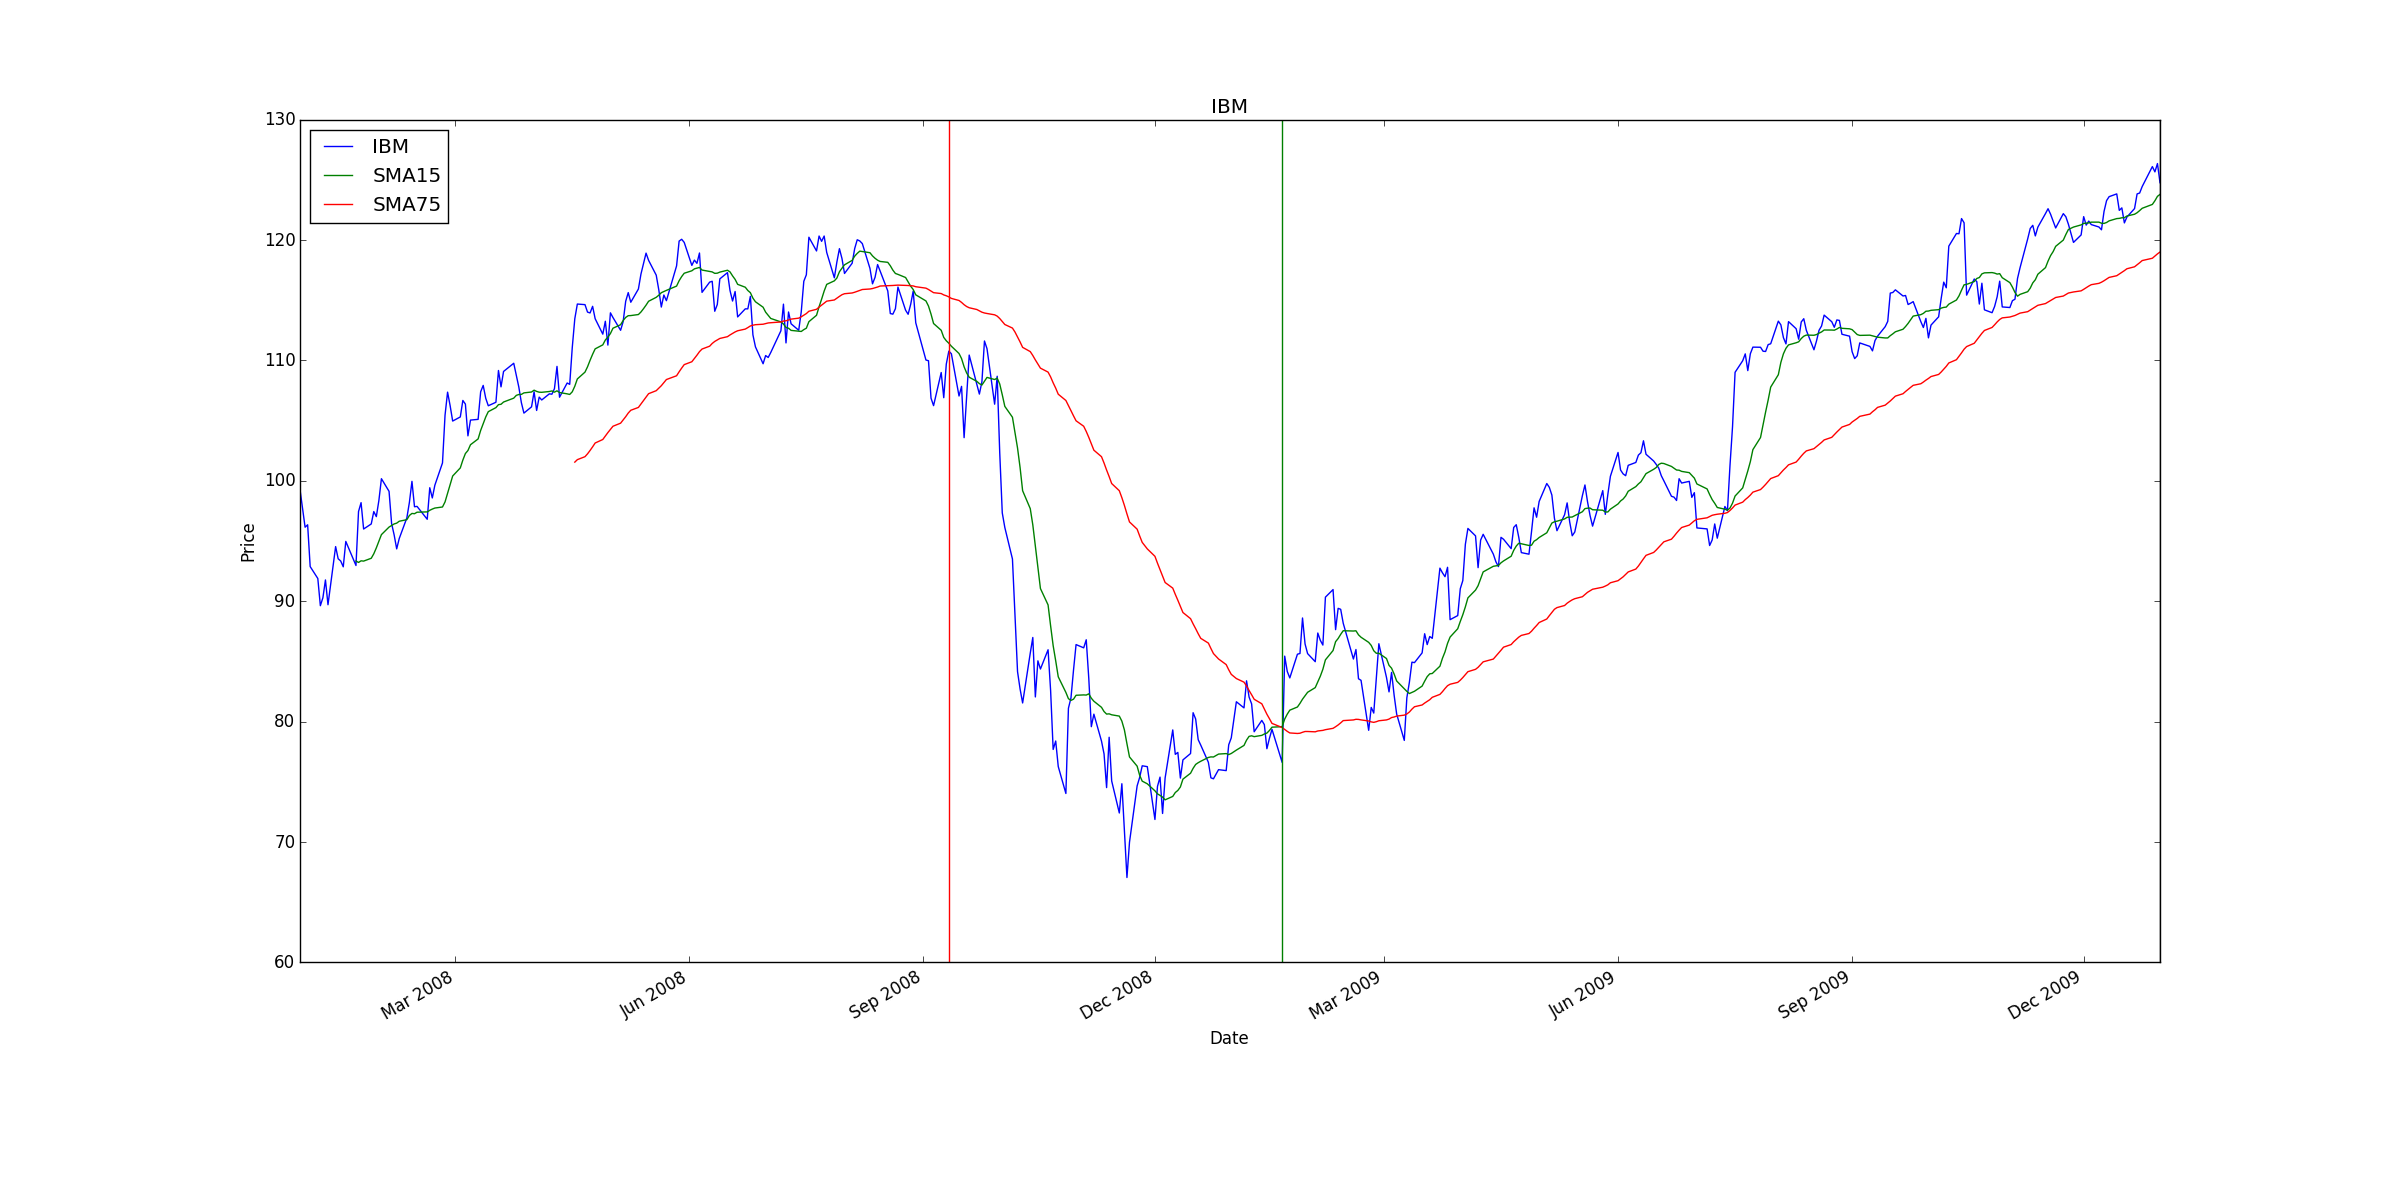 IBM
130
IBM
SMA15
SMA75
120
110
100
90
80
70
60
Price
Mar 2008
Jun 2008
Sep 2008
Dec 2008
Mar 2009
Jun 2009
Sep 2009
Dec 2009
Date